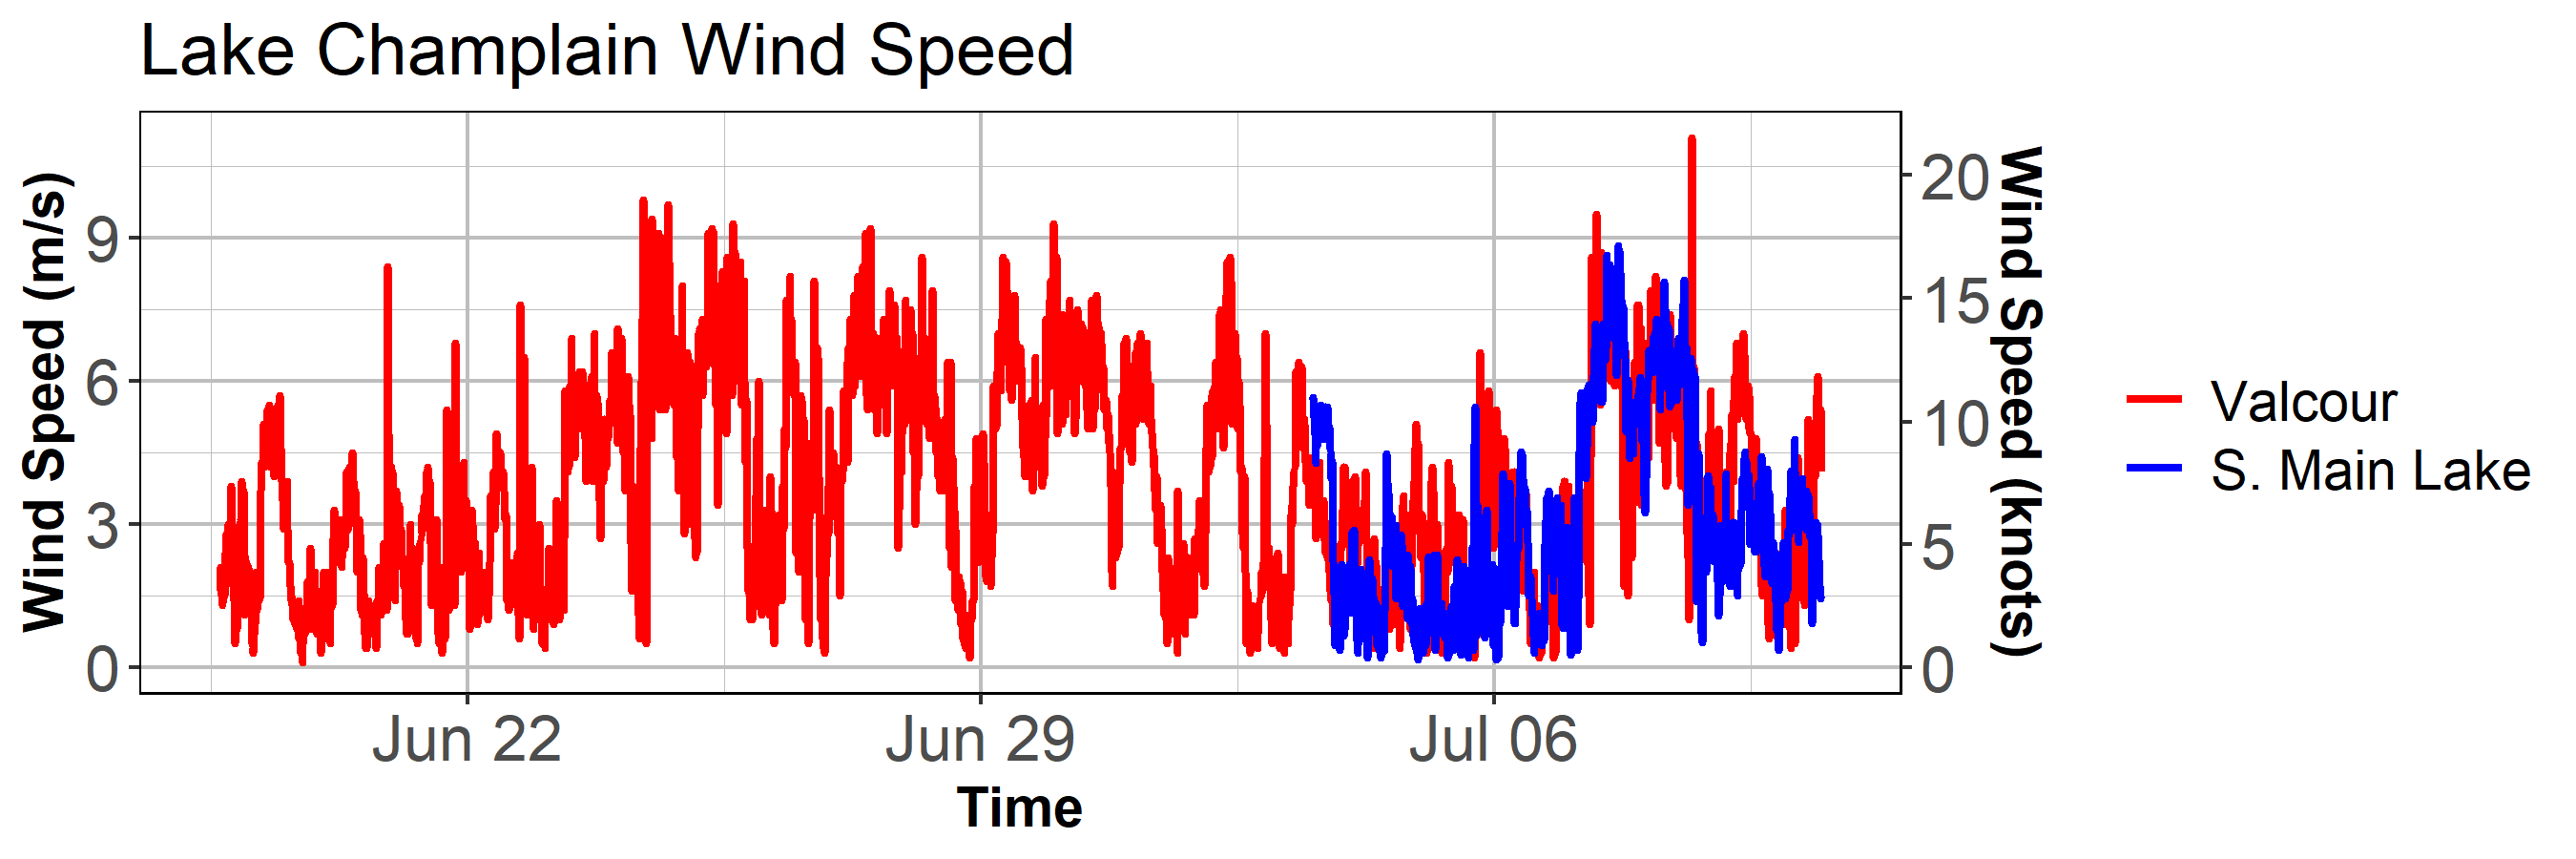 Lake Champlain Wind Speed
Wind Speed (m/s)
9
6
3
0
20
15
10
5
0
Wind Speed (knots)
Jun 22
Jun 29
Jul 06
Time
Valcour
S. Main Lake